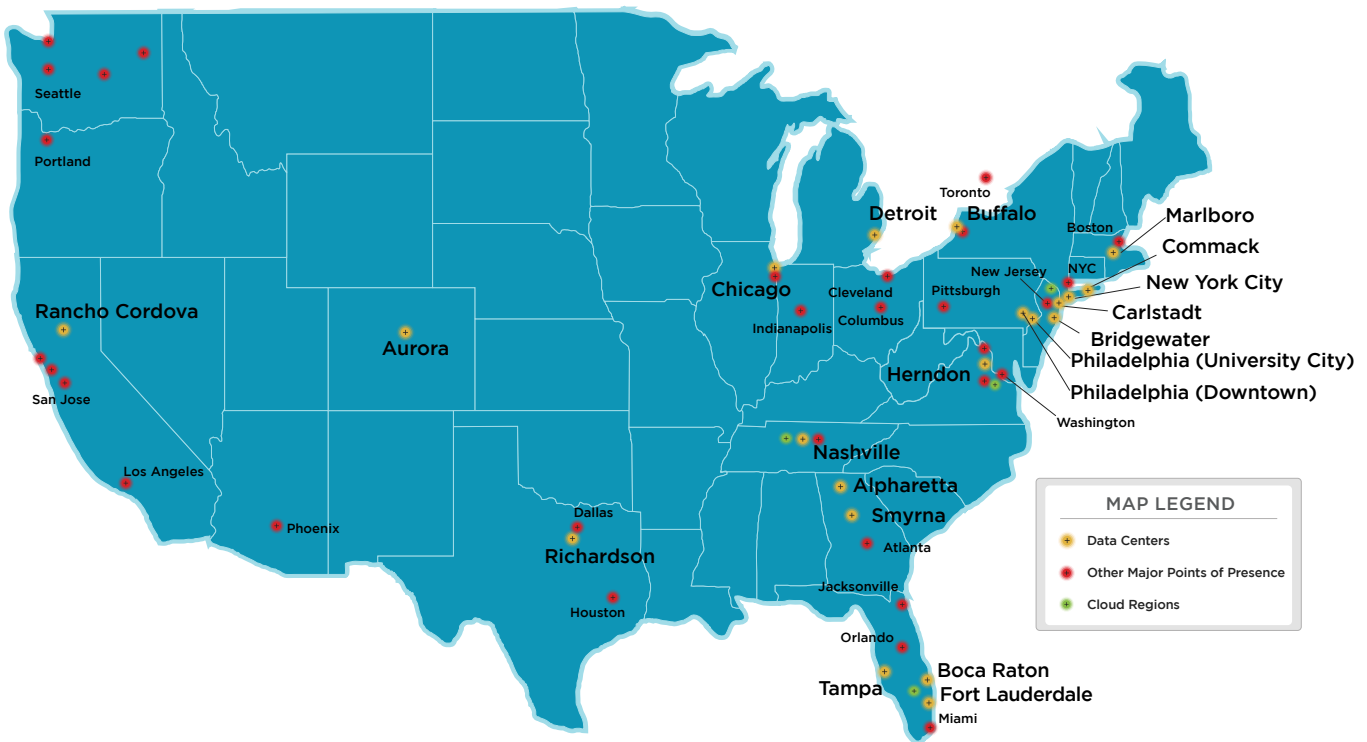 Seattle
Portland
Toronto
Detroit
Buffalo
Marlboro
Boston
Commack
New Jersey
NYC
New York City
Chicago
Cleveland
Pittsburgh
Rancho Cordova
Carlstadt
Indianapolis
Columbus
Bridgewater
Aurora
Philadelphia (University City)
Herndon
Philadelphia (Downtown)
San Jose
Washington
Nashville
Los Angeles
Alpharetta
MAP LEGEND
Dallas
Smyrna
Phoenix
Data Centers
Richardson
Atlanta
Other Major Points of Presence
Jacksonville
Houston
Cloud Regions
Orlando
Boca Raton
Tampa
Fort Lauderdale
Miami